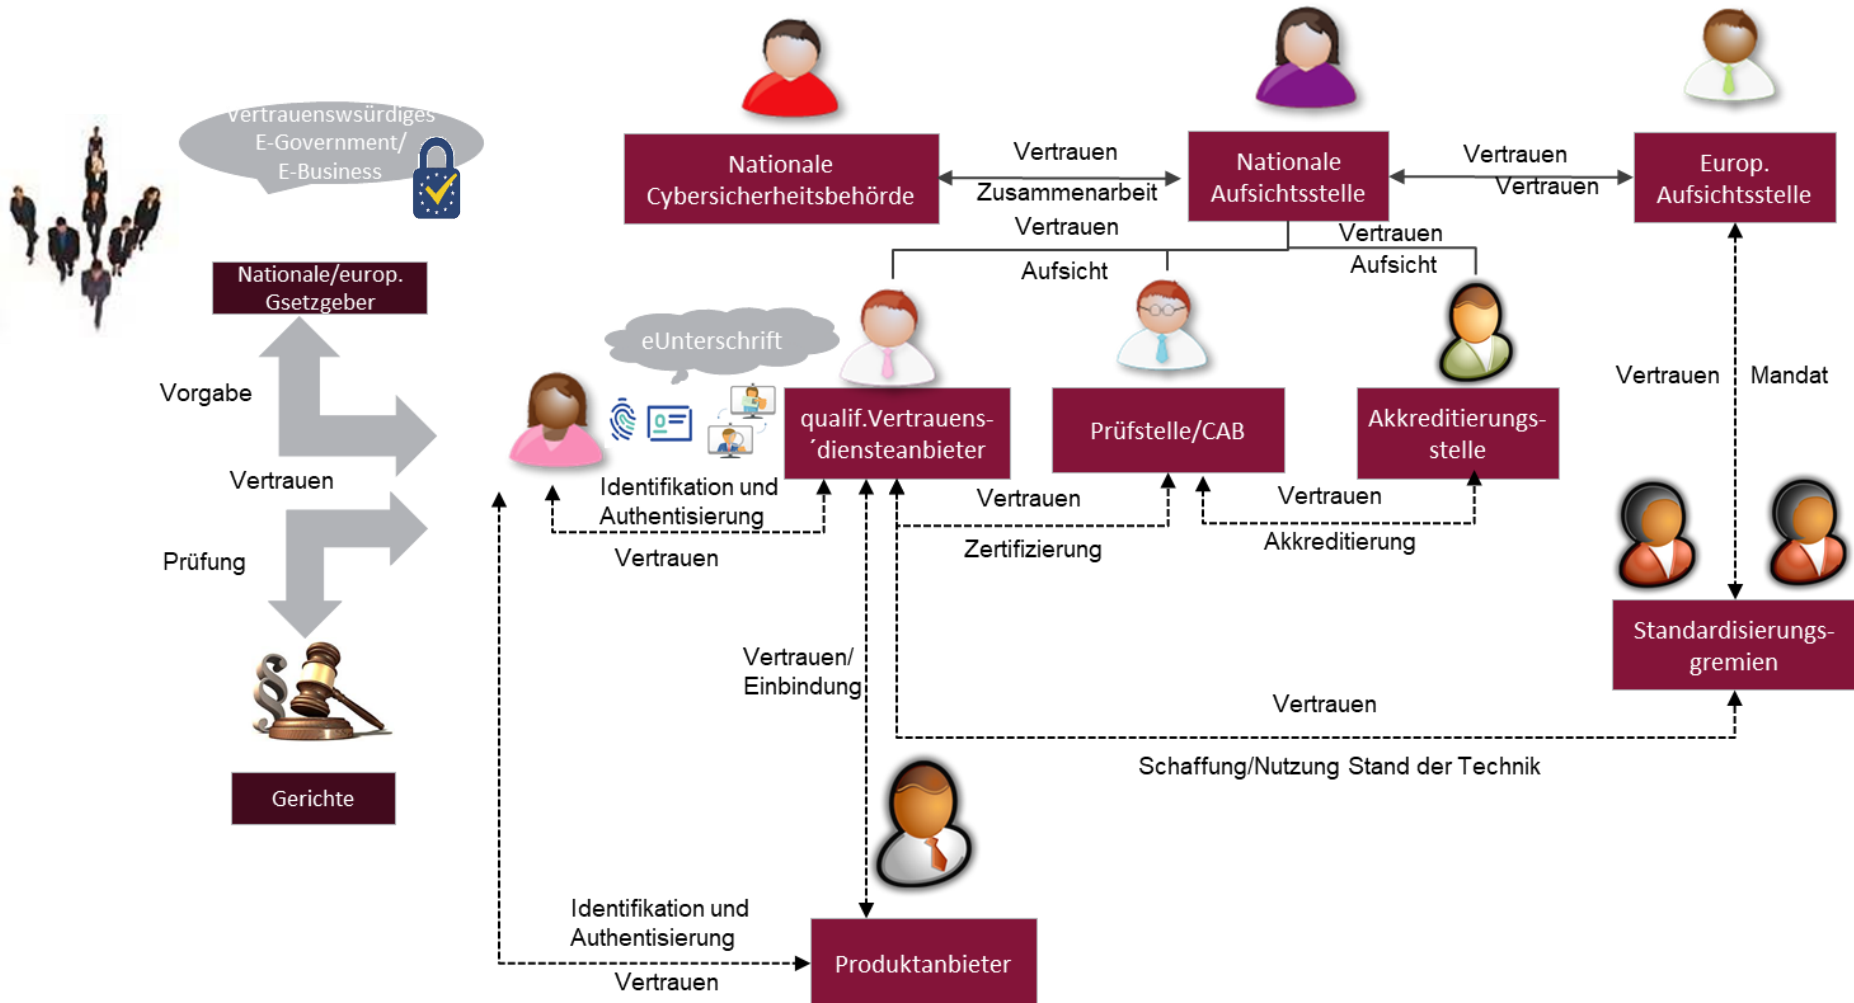 Vertrauenswsürdiges
E-Government/
E-Business
Nationale/europ.
Gsetzgeber
Vorgabe
Vertrauen
Prüfung
Gerichte
Nationale
Cybersicherheitsbehörde
Vertrauen
Zusammenarbeit
Nationale
Aufsichtsstelle
Vertrauen
Vertrauen
Europ.
Aufsichtsstelle
Vertrauen
Aufsicht
Vertrauen
Aufsicht
eUnterschrift
qualif.Vertrauens-
´diensteanbieter
Prüfstelle/CAB
Akkreditierungs-
stelle
Vertrauen
Mandat
Identifikation und
Authentisierung
Vertrauen
Vertrauen
Zertifizierung
Vertrauen
Akkreditierung
Standardisierungs-
gremien
Vertrauen/
Einbindung
Vertrauen
Schaffung/Nutzung Stand der Technik
Identifikation und
Authentisierung
Vertrauen
Produktanbieter